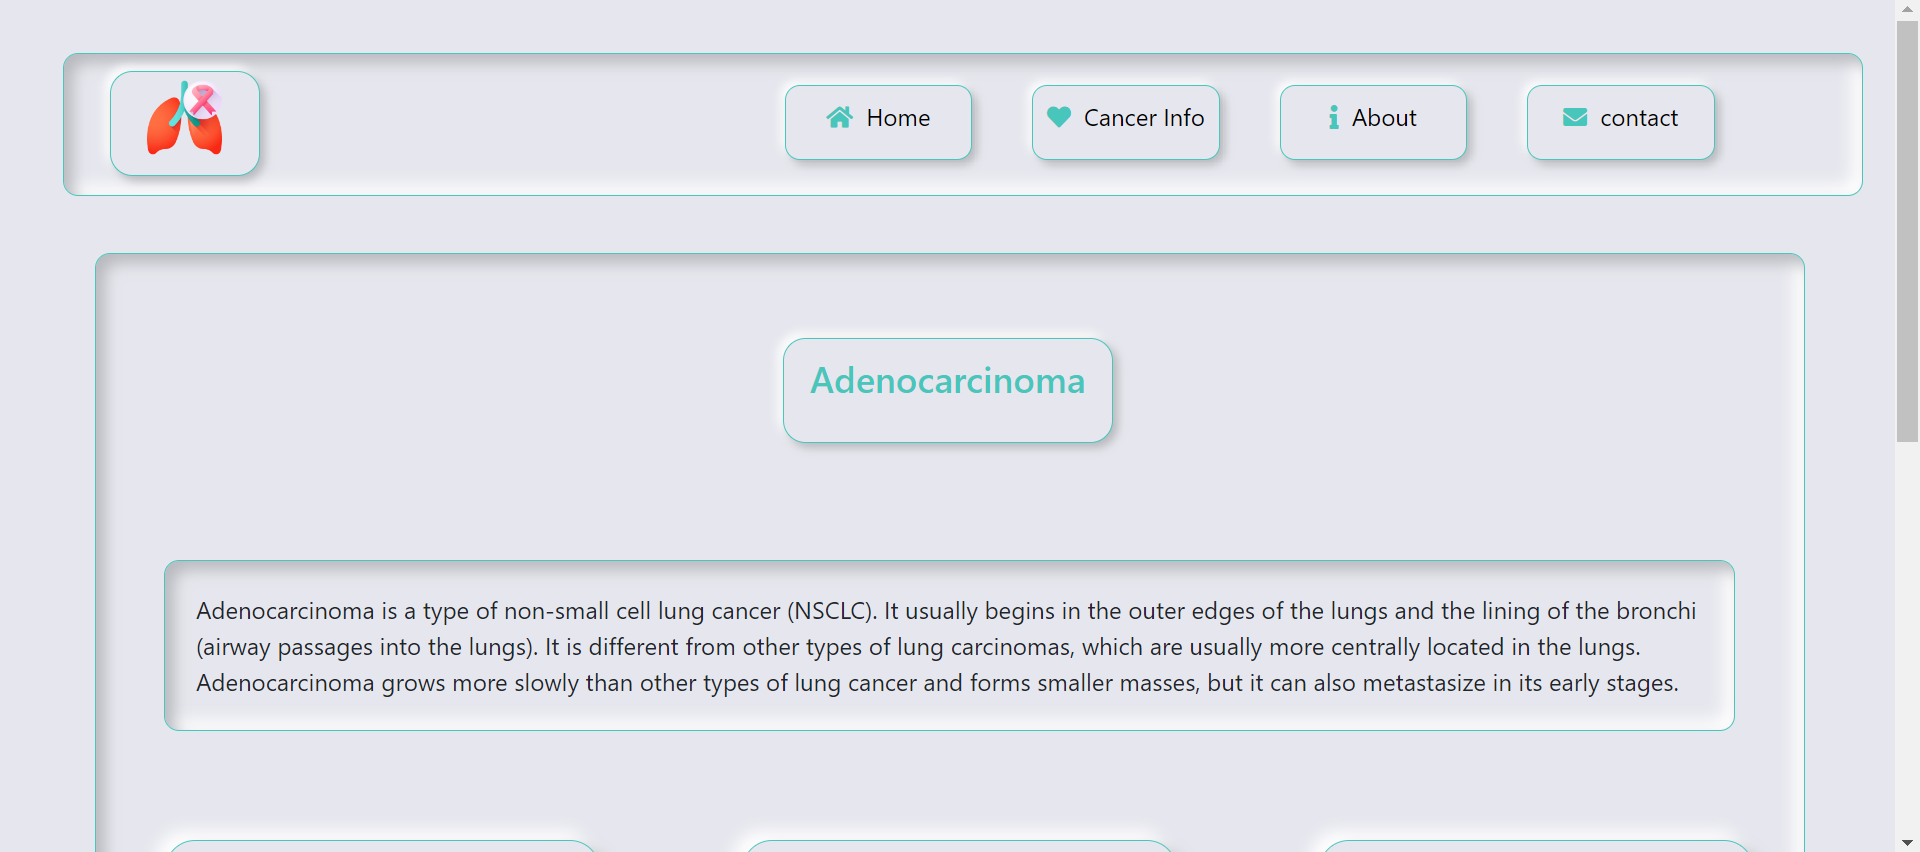 Home
Cancer Info
About
contact
Adenocarcinoma
Adenocarcinoma is a type of non-small cell lung cancer (NSCLC). It usually begins in the outer edges of the lungs and the lining of the bronchi
(airway passages into the lungs). It is different from other types of lung carcinomas, which are usually more centrally located in the lungs.
Adenocarcinoma grows more slowly than other types of lung cancer and forms smaller masses, but it can also metastasize in its early stages.